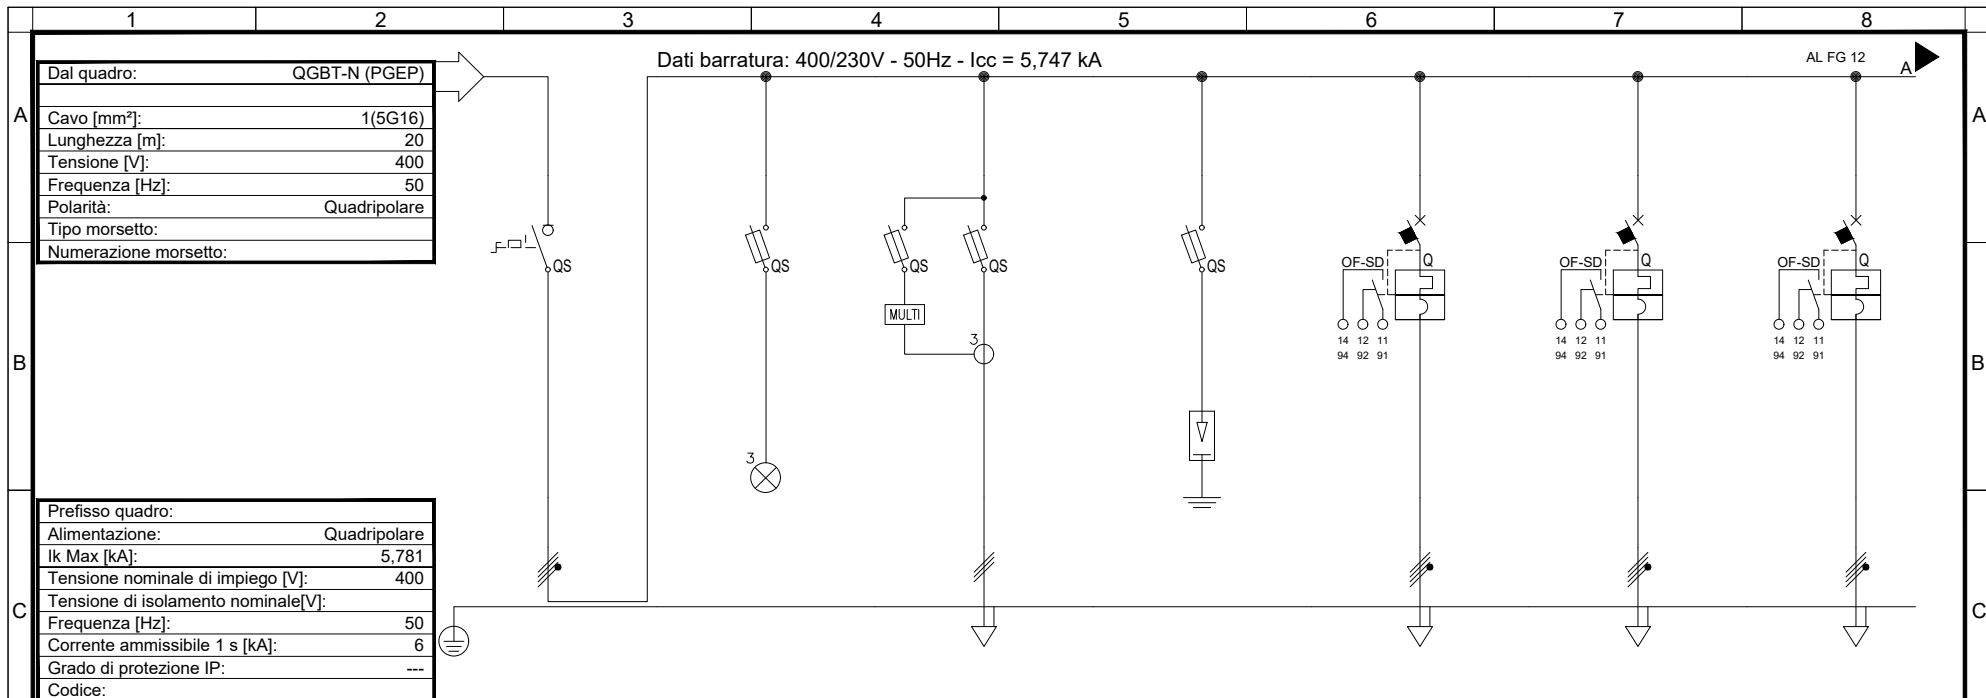 1 2 3 4 5 6 7 8
Dati barratura: 400/230V - 50Hz - Icc = 5,747 kA
AL FG 12 A
Dal quadro: QGBT-N (PGEP)
A A
Cavo [mm²]: 1(5G16)
Lunghezza [m]: 20
Tensione [V]: 400
Frequenza [Hz]: 50
Polarità: Quadripolare
Tipo morsetto:
Numerazione morsetto:
QS QS QS QS QS
OF-SD Q OF-SD Q OF-SD Q
MULTI
3
14 12 11 14 12 11 14 12 11
94 92 91 94 92 91 94 92 91
B B
3
Prefisso quadro:
Alimentazione: Quadripolare
Ik Max [kA]: 5,781
Tensione nominale di impiego [V]: 400
Tensione di isolamento nominale[V]:
C C
Frequenza [Hz]: 50
Corrente ammissibile 1 s [kA]: 6
Grado di protezione IP: ---
Codice: